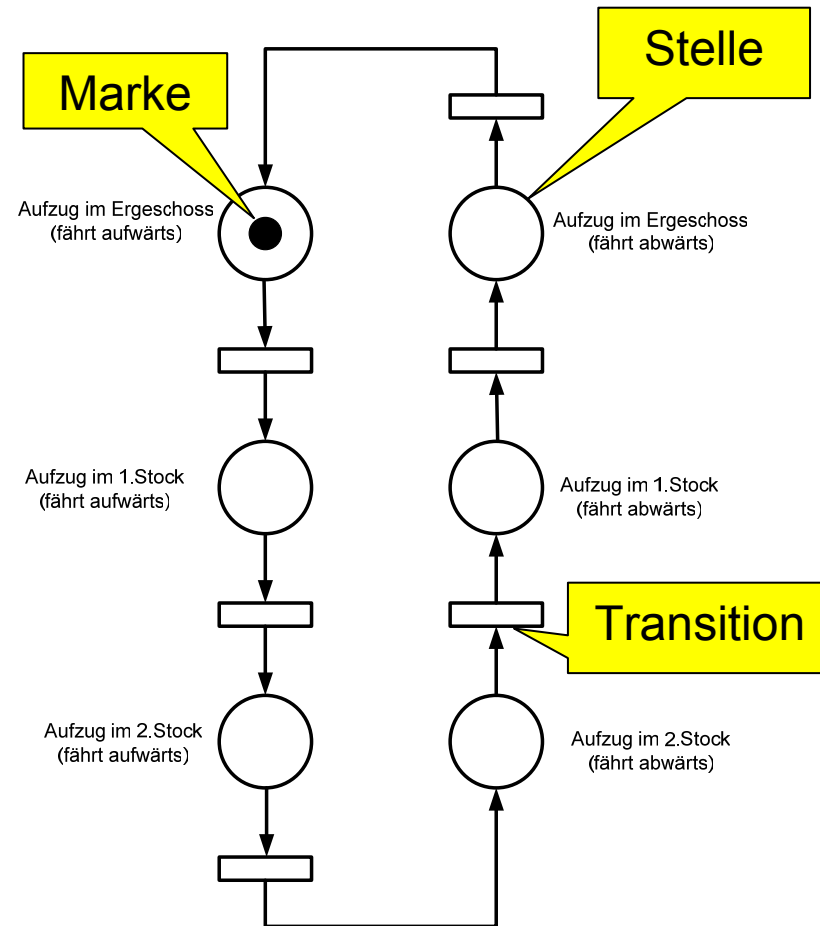 Marke
Stelle
Aufzug im Ergeschoss
(fährt aufwärts)
Aufzug im Ergeschoss
(fährt abwärts)
Aufzug im 1.Stock
(fährt aufwärts)
Aufzug im 1.Stock
(fährt abwärts)
Transition
Aufzug im 2.Stock
(fährt aufwärts)
Aufzug im 2.Stock
(fährt abwärts)